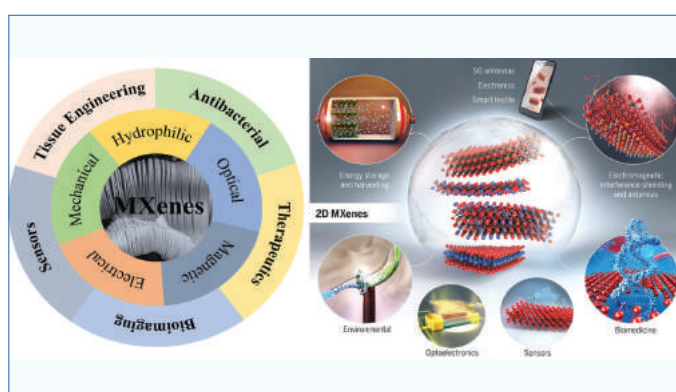 Tissue Engineering
Antibacterial
Therapeutics
Bioimaging
Sensors
Hydrophilic
Optical
Magnetic
Electrical
Mechanical
MXenes
5G antennas
Electronics
Smart textile
Energy storage
and harvesting
Electromagnetic
interference shielding
and antennas
2D MXenes
Environmental
Optoelectronics
Sensors
Biomedicine